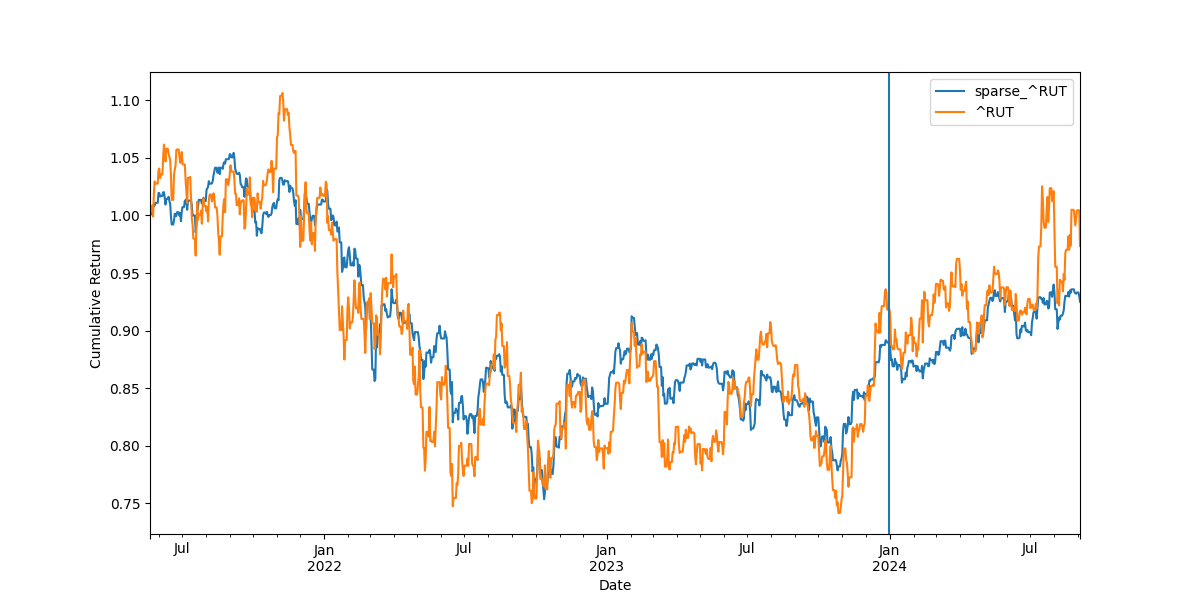 sparse_^RUT
^RUT
Cumulative Return
1.10
1.05
1.00
0.95
0.90
0.85
0.80
0.75
Jul
Jan
2022
Jul
Jan
2023
Jul
Jan
2024
Jul
Date